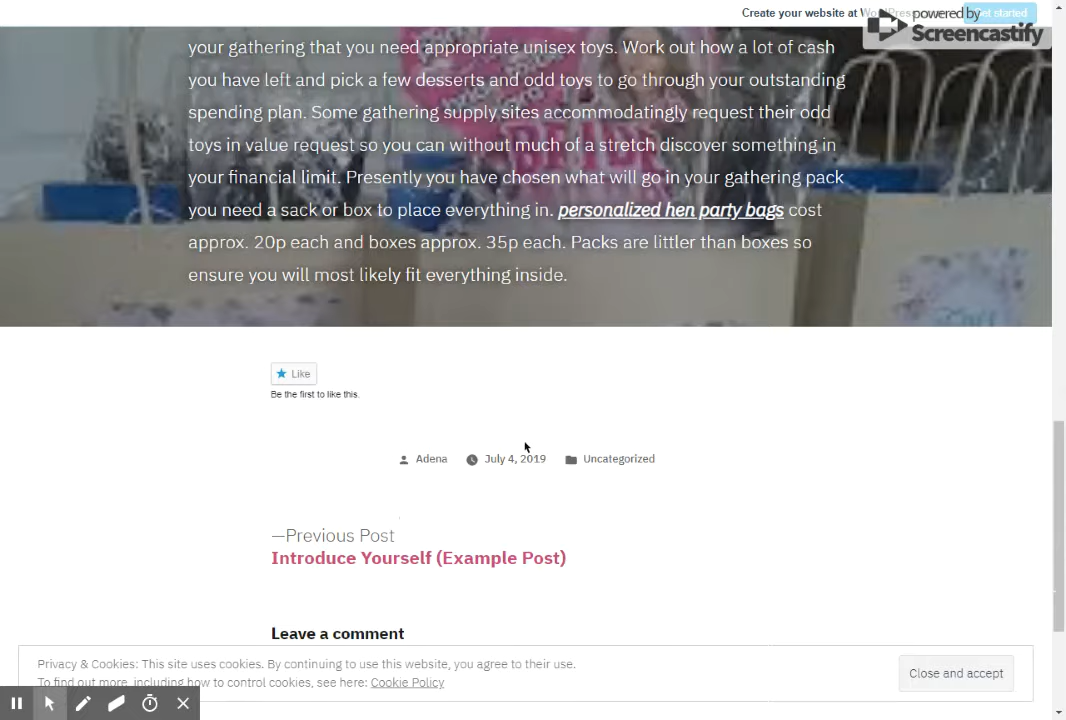 Create your website at
powered by
Get started
Screencastify
your gathering that you need appropriate unisex toys. Work out how a lot of cash
you have left and pick a few desserts and odd toys to go through your outstanding
spending plan. Some gathering supply sites accommodatingly request their odd
toys in value request so you can without much of a stretch discover something in
your financial limit. Presently you have chosen what will go in your gathering pack
you need a sack or box to place everything in. personalized hen party bags cost
approx. 20p each and boxes approx. 35p each. Packs are littler than boxes so
ensure you will most likely fit everything inside.
Like
Be the first to like this.
Adena July 4, 2019 Uncategorized
—Previous Post
Introduce Yourself (Example Post)
Leave a comment
Privacy & Cookies: This site uses cookies. By continuing to use this website, you agree to their use.
To find out more, including how to control cookies, see here: Cookie Policy
Close and accept